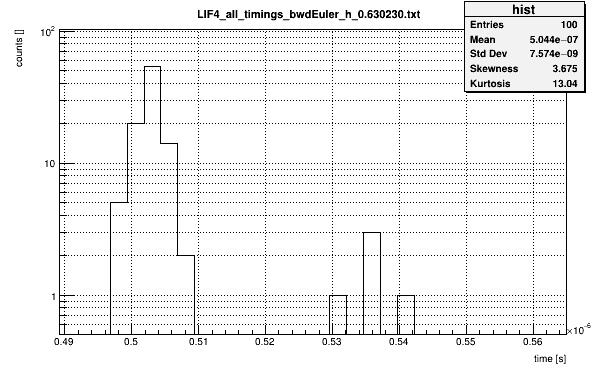 LIF4_all_timings_bwdEuler_h_0.630230.txt
hist
Entries 100
Mean 5.044e−07
Std Dev 7.574e−09
Skewness 3.675
Kurtosis 13.04
counts []
10²
10
1
0.49 0.5 0.51 0.52 0.53 0.54 0.55 0.56
×10⁻⁶
time [s]